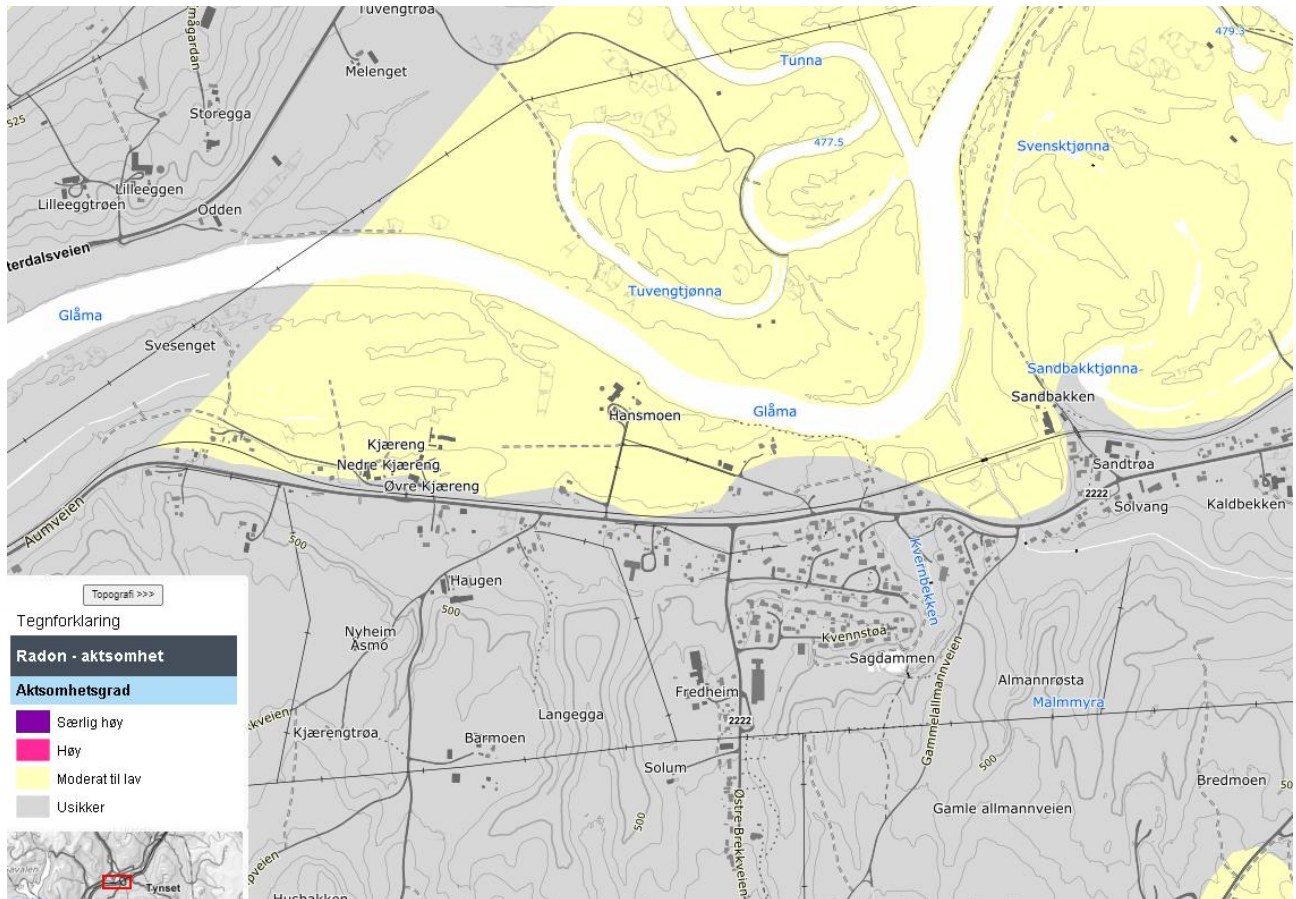 Tuvengtrøa
479.3
Tunna
Melenget
525
Storegga
477.5
Svensktjønna
Lilleeggen
Lilleeggtrøen
Odden
terdalsveien
Tuvengtjønna
Glåma
Svesenget
Sandbakktjønna
Sandbakken
Hansmoen
Glåma
Kjæreng
Nedre Kjæreng
Øvre Kjæreng
Sandtrøa
2222
Solvang
Kaldbekken
Aumveien
500
Kvernbekken
Haugen
500
Nyheim
Åsmo
Kvennstøa
Sagdammen
Almannrøsta
Malmmyra
Fredheim
Langegga
2222
Gammelallmannveien
kveien
Kjærengtrøa
Barmoen
Solum
500
Bredmoen
500
Østre Brekkveien
Gamle allmannveien
Topografi >>>
Tegnforklaring
Radon - aktsomhet
Aktsomhetsgrad
Særlig høy
Høy
Moderat til lav
Usikker
Tynset